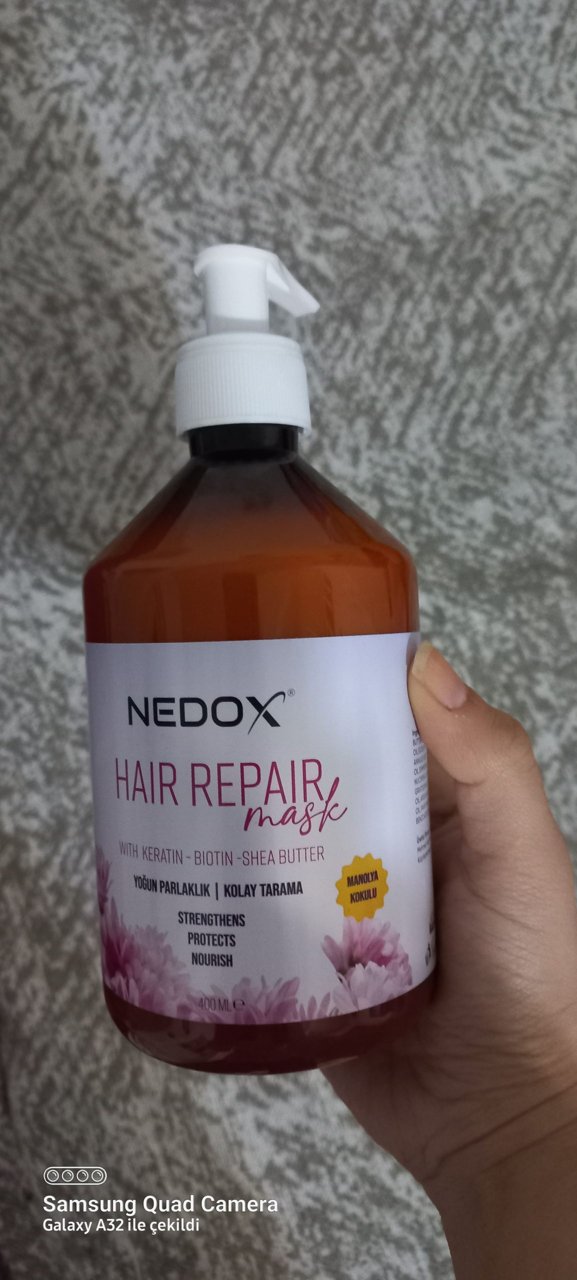 NEDOX®
HAIR REPAIR
mask
WITH KERATIN - BIOTIN -SHEA BUTTER
YOĞUN PARLAKLIK | KOLAY TARAMA
MANOLYA
KOKULU
STRENGTHENS
PROTECTS
NOURISH
400 ML ℮
Samsung Quad Camera
Galaxy A32 ile çekildi